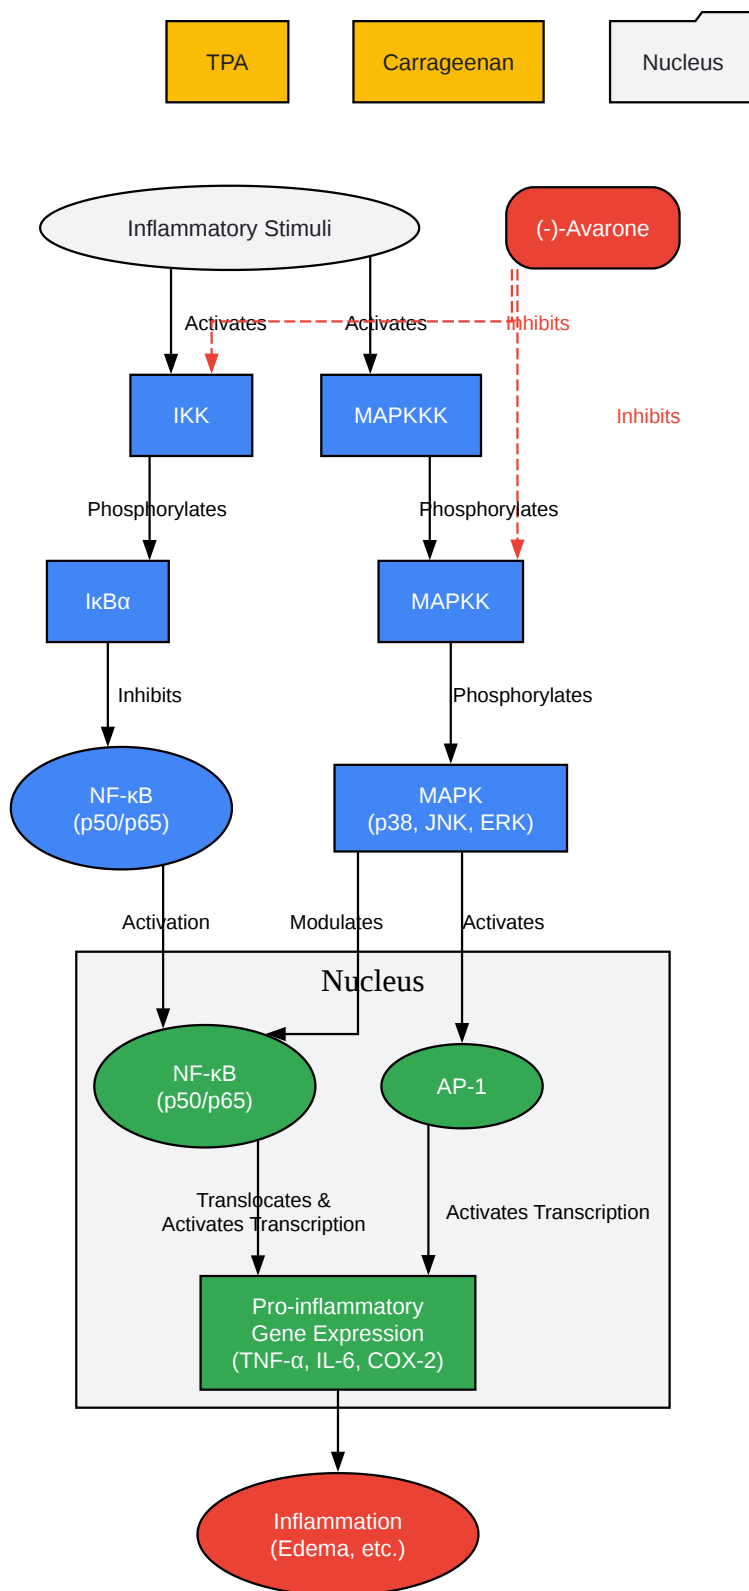 TPA
Carrageenan
Nucleus
Inflammatory Stimuli
(-)-Avarone
Activates
Activates
Inhibits
IKK
MAPKKK
Inhibits
Phosphorylates
Phosphorylates
IκBα
MAPKK
Inhibits
Phosphorylates
NF-κB
(p50/p65)
MAPK
(p38, JNK, ERK)
Activation
Modulates
Activates
Nucleus
NF-κB
(p50/p65)
AP-1
Translocates &
Activates Transcription
Activates Transcription
Pro-inflammatory
Gene Expression
(TNF-α, IL-6, COX-2)
Inflammation
(Edema, etc.)